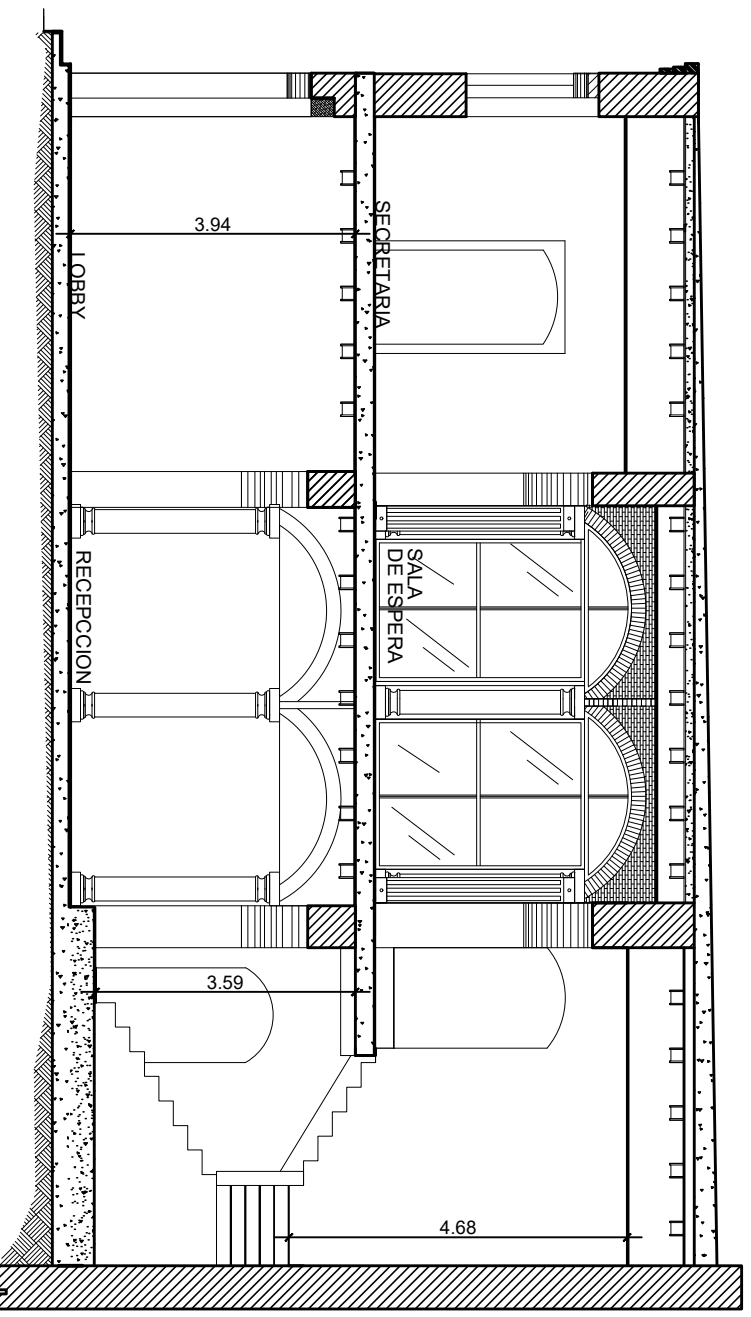 SECRETARIA
SALA
DE ESPERA
LOBBY
RECEPCCION
3.94
3.59
4.68